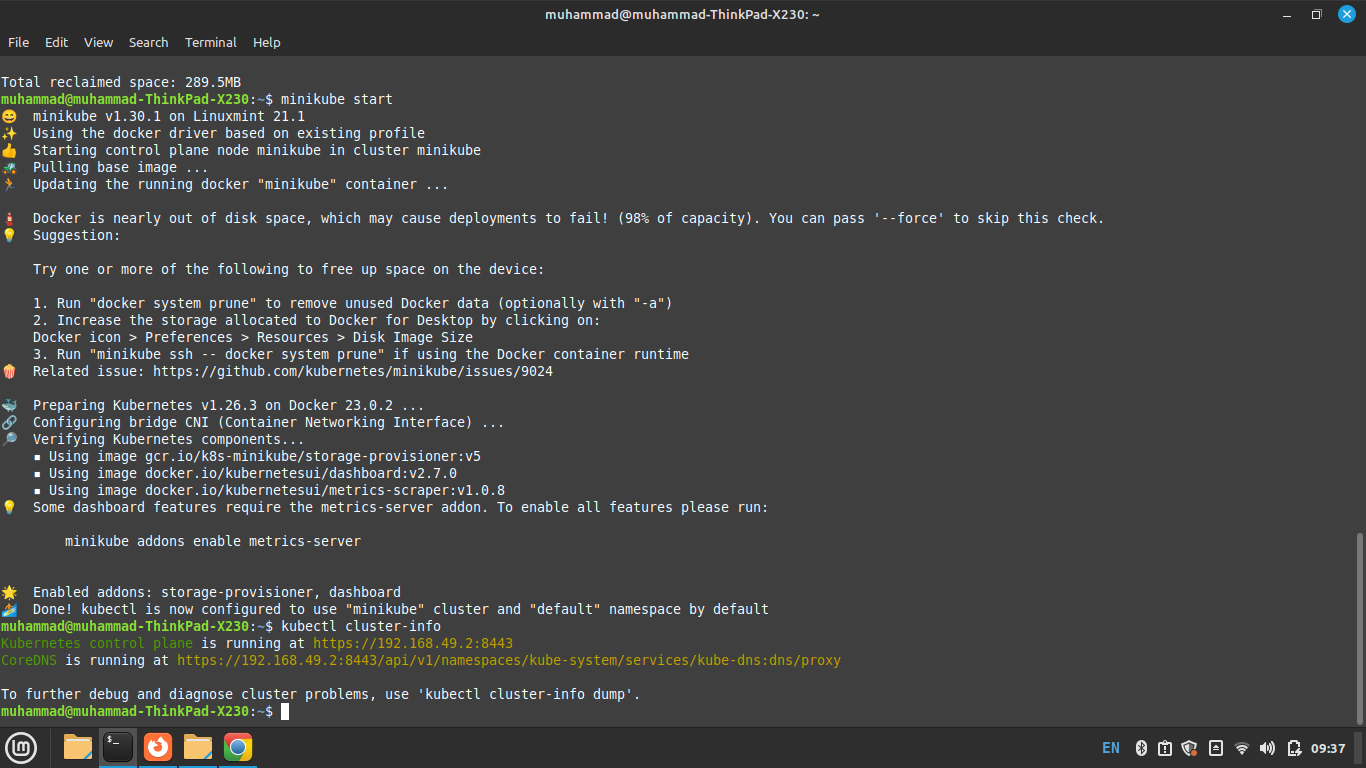 muhammad@muhammad-ThinkPad-X230: ~
File Edit View Search Terminal Help
Total reclaimed space: 289.5MB
muhammad@muhammad-ThinkPad-X230:~$ minikube start
minikube v1.30.1 on Linuxmint 21.1
Using the docker driver based on existing profile
Starting control plane node minikube in cluster minikube
Pulling base image ...
Updating the running docker "minikube" container ...
Docker is nearly out of disk space, which may cause deployments to fail! (98% of capacity). You can pass '--force' to skip this check.
Suggestion:
Try one or more of the following to free up space on the device:
1. Run "docker system prune" to remove unused Docker data (optionally with "-a")
2. Increase the storage allocated to Docker for Desktop by clicking on:
Docker icon > Preferences > Resources > Disk Image Size
3. Run "minikube ssh -- docker system prune" if using the Docker container runtime
Related issue: https://github.com/kubernetes/minikube/issues/9024
Preparing Kubernetes v1.26.3 on Docker 23.0.2 ...
Configuring bridge CNI (Container Networking Interface) ...
Verifying Kubernetes components...
▪ Using image gcr.io/k8s-minikube/storage-provisioner:v5
▪ Using image docker.io/kubernetesui/dashboard:v2.7.0
▪ Using image docker.io/kubernetesui/metrics-scraper:v1.0.8
Some dashboard features require the metrics-server addon. To enable all features please run:
minikube addons enable metrics-server
Enabled addons: storage-provisioner, dashboard
Done! kubectl is now configured to use "minikube" cluster and "default" namespace by default
muhammad@muhammad-ThinkPad-X230:~$ kubectl cluster-info
Kubernetes control plane is running at https://192.168.49.2:8443
CoreDNS is running at https://192.168.49.2:8443/api/v1/namespaces/kube-system/services/kube-dns:dns/proxy
To further debug and diagnose cluster problems, use 'kubectl cluster-info dump'.
muhammad@muhammad-ThinkPad-X230:~$
$_ EN 09:37